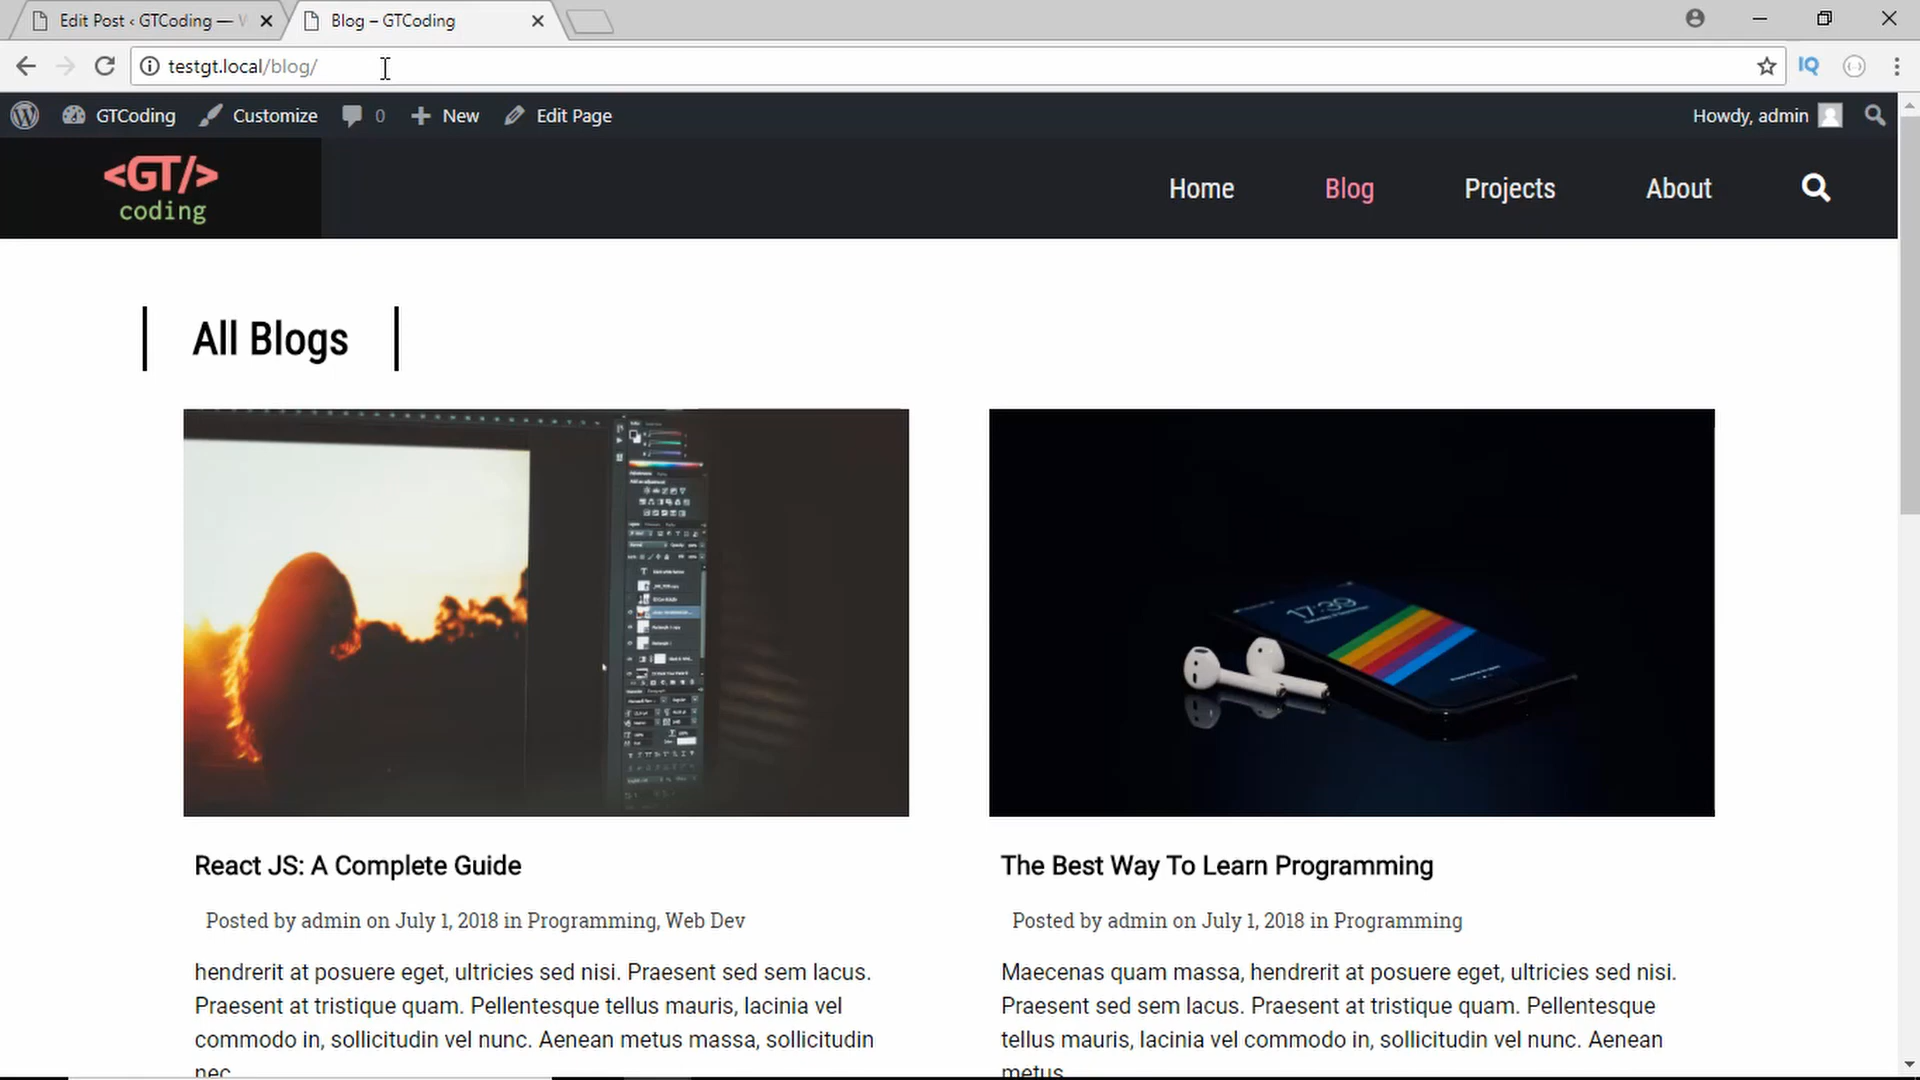 Edit Post ‹ GTCoding —
Blog – GTCoding
testgt.local/blog/
IQ
GTCoding
Customize
0
New
Edit Page
Howdy, admin
<GT/>
coding
Home
Blog
Projects
About
All Blogs
17:39
React JS: A Complete Guide
The Best Way To Learn Programming
Posted by admin on July 1, 2018 in Programming, Web Dev
Posted by admin on July 1, 2018 in Programming
hendrerit at posuere eget, ultricies sed nisi. Praesent sed sem lacus.
Praesent at tristique quam. Pellentesque tellus mauris, lacinia vel
commodo in, sollicitudin vel nunc. Aenean metus massa, sollicitudin
nec
Maecenas quam massa, hendrerit at posuere eget, ultricies sed nisi.
Praesent sed sem lacus. Praesent at tristique quam. Pellentesque
tellus mauris, lacinia vel commodo in, sollicitudin vel nunc. Aenean
metus